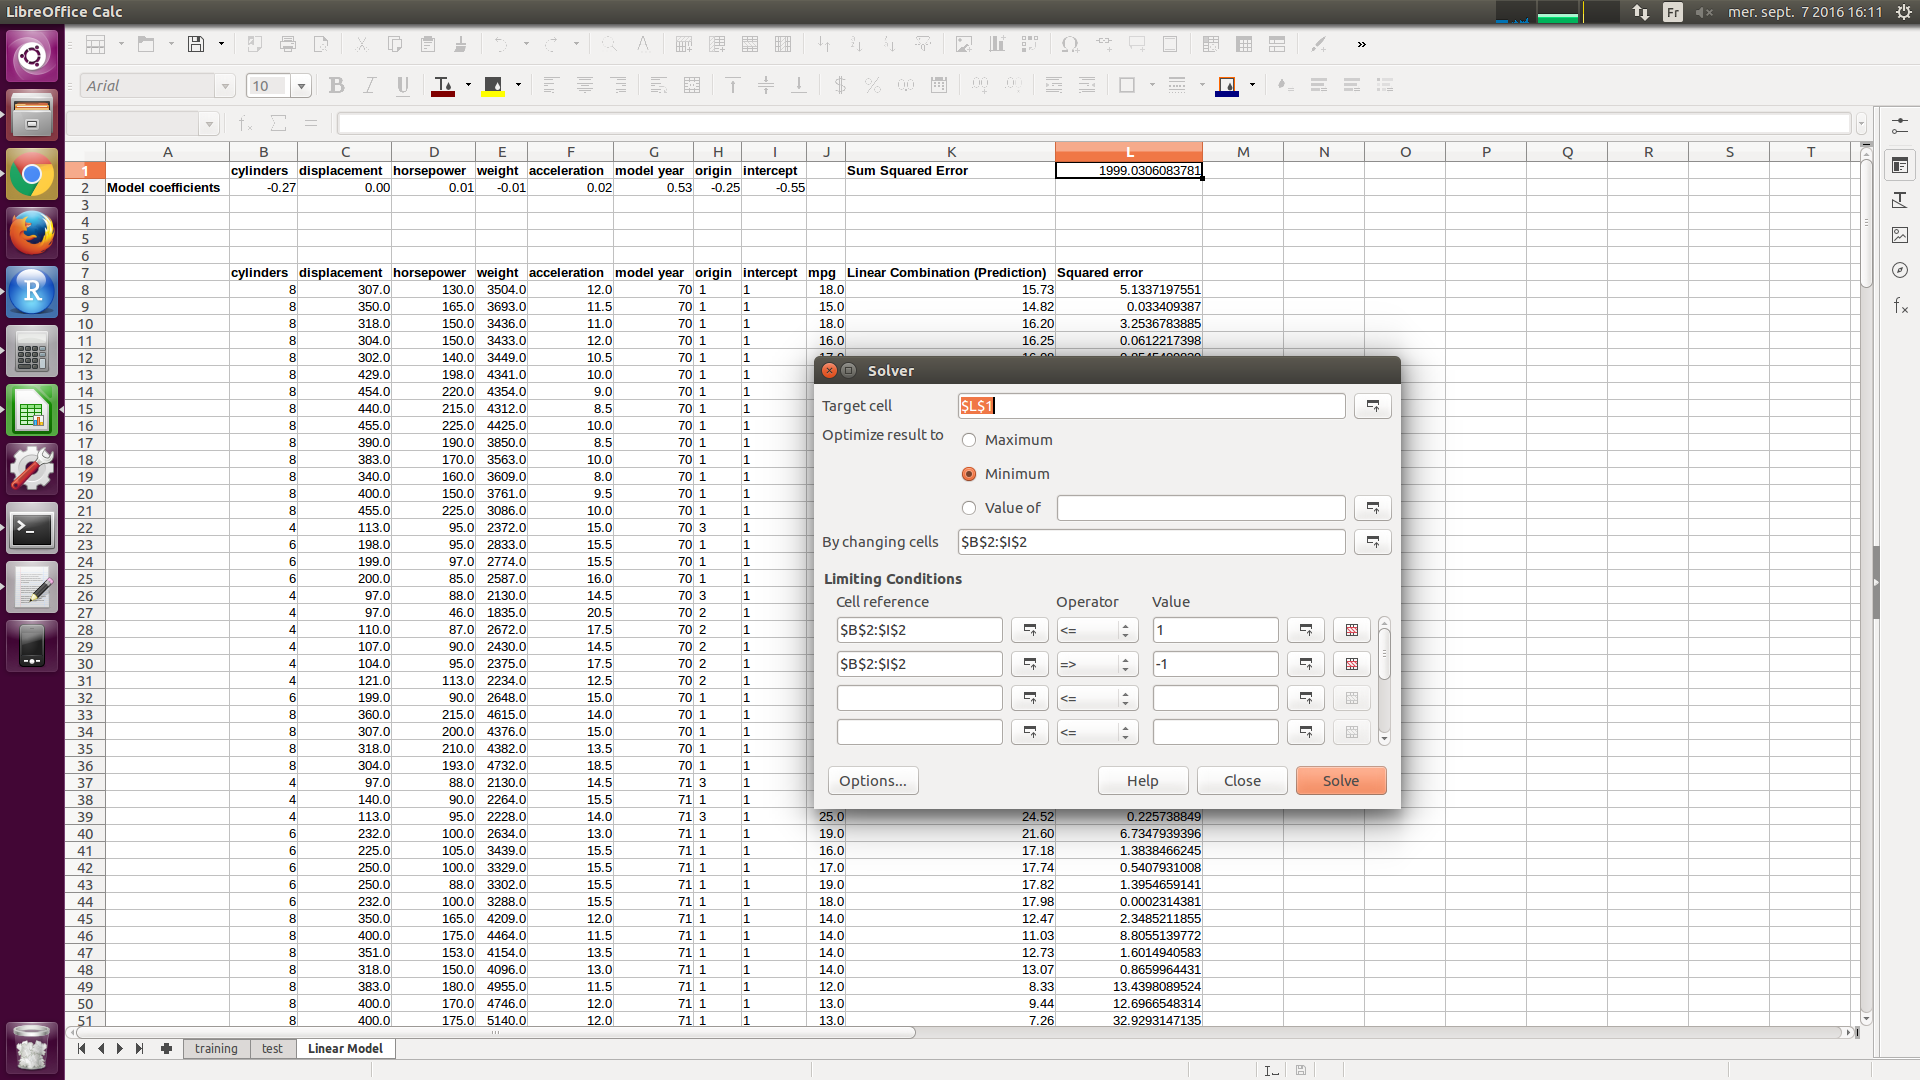 LibreOffice Calc
Fr
mer. sept. 7 2016 16:11
Arial
10
A B C D E F G H I J K L M N O P Q R S T
1 cylinders displacement horsepower weight acceleration model year origin intercept Sum Squared Error 1999.0306083781
2 Model coefficients -0.27 0.00 0.01 -0.01 0.02 0.53 -0.25 -0.55
3
4
5
6
7 cylinders displacement horsepower weight acceleration model year origin intercept mpg Linear Combination (Prediction) Squared error
8 8 307.0 130.0 3504.0 12.0 70 1 1 18.0 15.73 5.1337197551
9 8 350.0 165.0 3693.0 11.5 70 1 1 15.0 14.82 0.033409387
10 8 318.0 150.0 3436.0 11.0 70 1 1 18.0 16.20 3.2536783885
11 8 304.0 150.0 3433.0 12.0 70 1 1 16.0 16.25 0.0612217398
12 8 302.0 140.0 3449.0 10.5 70 1 1
13 8 429.0 198.0 4341.0 10.0 70 1 1
14 8 454.0 220.0 4354.0 9.0 70 1 1
15 8 440.0 215.0 4312.0 8.5 70 1 1
16 8 455.0 225.0 4425.0 10.0 70 1 1
17 8 390.0 190.0 3850.0 8.5 70 1 1
18 8 383.0 170.0 3563.0 10.0 70 1 1
19 8 340.0 160.0 3609.0 8.0 70 1 1
20 8 400.0 150.0 3761.0 9.5 70 1 1
21 8 455.0 225.0 3086.0 10.0 70 1 1
22 4 113.0 95.0 2372.0 15.0 70 3 1
23 6 198.0 95.0 2833.0 15.5 70 1 1
24 6 199.0 97.0 2774.0 15.5 70 1 1
25 6 200.0 85.0 2587.0 16.0 70 1 1
26 4 97.0 88.0 2130.0 14.5 70 3 1
27 4 97.0 46.0 1835.0 20.5 70 2 1
28 4 110.0 87.0 2672.0 17.5 70 2 1
29 4 107.0 90.0 2430.0 14.5 70 2 1
30 4 104.0 95.0 2375.0 17.5 70 2 1
31 4 121.0 113.0 2234.0 12.5 70 2 1
32 6 199.0 90.0 2648.0 15.0 70 1 1
33 8 360.0 215.0 4615.0 14.0 70 1 1
34 8 307.0 200.0 4376.0 15.0 70 1 1
35 8 318.0 210.0 4382.0 13.5 70 1 1
36 8 304.0 193.0 4732.0 18.5 70 1 1
37 4 97.0 88.0 2130.0 14.5 71 3 1
38 4 140.0 90.0 2264.0 15.5 71 1 1
39 4 113.0 95.0 2228.0 14.0 71 3 1 25.0 24.52 0.225738849
40 6 232.0 100.0 2634.0 13.0 71 1 1 19.0 21.60 6.7347939396
41 6 225.0 105.0 3439.0 15.5 71 1 1 16.0 17.18 1.3838466245
42 6 250.0 100.0 3329.0 15.5 71 1 1 17.0 17.74 0.5407931008
43 6 250.0 88.0 3302.0 15.5 71 1 1 19.0 17.82 1.3954659141
44 6 232.0 100.0 3288.0 15.5 71 1 1 18.0 17.98 0.0002314381
45 8 350.0 165.0 4209.0 12.0 71 1 1 14.0 12.47 2.3485211855
46 8 400.0 175.0 4464.0 11.5 71 1 1 14.0 11.03 8.8055139772
47 8 351.0 153.0 4154.0 13.5 71 1 1 14.0 12.73 1.6014940583
48 8 318.0 150.0 4096.0 13.0 71 1 1 14.0 13.07 0.8659964431
49 8 383.0 180.0 4955.0 11.5 71 1 1 12.0 8.33 13.4398089524
50 8 400.0 170.0 4746.0 12.0 71 1 1 13.0 9.44 12.6966548314
51 8 400.0 175.0 5140.0 12.0 71 1 1 13.0 7.26 32.9293147135
Solver
Target cell $L$1
Optimize result to Maximum
Minimum
Value of
By changing cells $B$2:$I$2
Limiting Conditions
Cell reference Operator Value
$B$2:$I$2 <= 1
$B$2:$I$2 => -1
<=
<=
Options... Help Close Solve
training test Linear Model